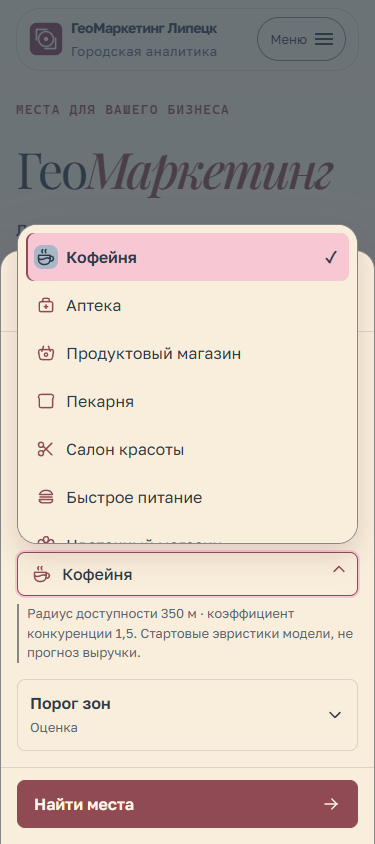 ГеоМаркетинг Липецк
Городская аналитика
Меню
МЕСТА ДЛЯ ВАШЕГО БИЗНЕСА
ГеоМаркетинг
Кофейня
Аптека
Продуктовый магазин
Пекарня
Салон красоты
Быстрое питание
Кофейня
Радиус доступности 350 м · коэффициент
конкуренции 1,5. Стартовые эвристики модели, не
прогноз выручки.
Порог зон
Оценка
Найти места